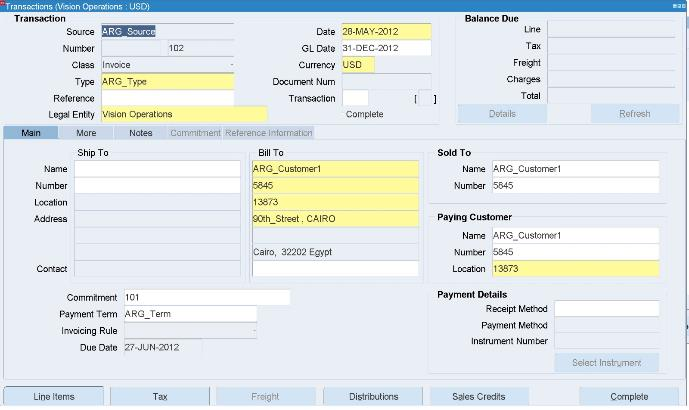 Transactions (Vision Operations : USD)
Transaction
Source ARG_Source
Number 102
Class Invoice
Type ARG_Type
Reference
Legal Entity Vision Operations
Date 28-MAY-2012
GL Date 31-DEC-2012
Currency USD
Document Num
Transaction [ ]
Complete
Balance Due
Line
Tax
Freight
Charges
Total
Details Refresh
Main More Notes Commitment Reference Information
Ship To
Name
Number
Location
Address
Contact
Bill To
ARG_Customer1
5845
13873
90th_Street , CAIRO
Cairo, 32202 Egypt
Sold To
Name ARG_Customer1
Number 5845
Paying Customer
Name ARG_Customer1
Number 5845
Location 13873
Commitment 101
Payment Term ARG_Term
Invoicing Rule -
Due Date 27-JUN-2012
Payment Details
Receipt Method
Payment Method
Instrument Number
Select Instrument
Line Items Tax Freight Distributions Sales Credits Complete